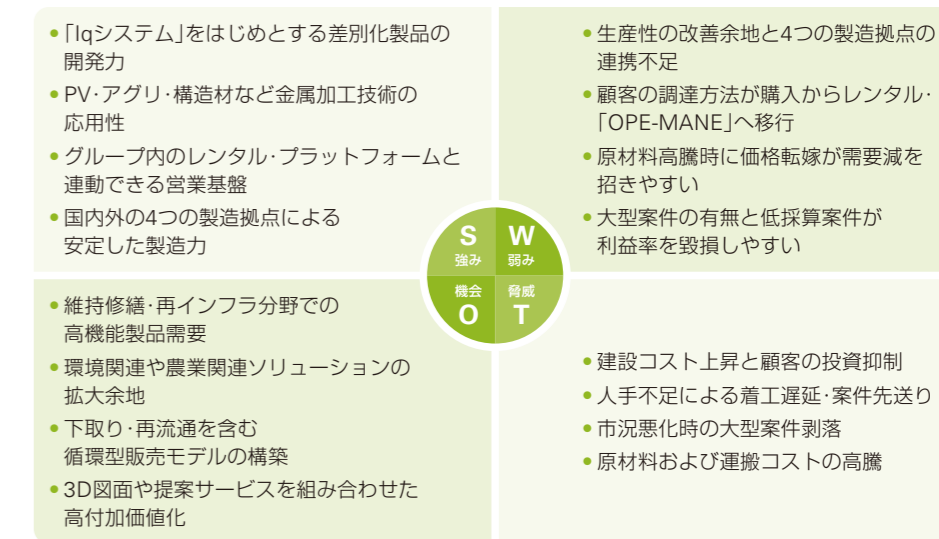 •「Iqシステム」をはじめとする差別化製品の
開発力
•PV・アグリ・構造材など金属加工技術の
応用性
•グループ内のレンタル・プラットフォームと
連動できる営業基盤
•国内外の4つの製造拠点による
安定した製造力
•生産性の改善余地と4つの製造拠点の
連携不足
•顧客の調達方法が購入からレンタル・
「OPE-MANE」へ移行
•原材料高騰時に価格転嫁が需要減を
招きやすい
•大型案件の有無と低採算案件が
利益率を毀損しやすい
S
強み
W
弱み
機会
O
脅威
T
•維持修繕・再インフラ分野での
高機能製品需要
•環境関連や農業関連ソリューションの
拡大余地
•下取り・再流通を含む
循環型販売モデルの構築
•3D図面や提案サービスを組み合わせた
高付加価値化
•建設コスト上昇と顧客の投資抑制
•人手不足による着工遅延・案件先送り
•市況悪化時の大型案件剥落
•原材料および運搬コストの高騰